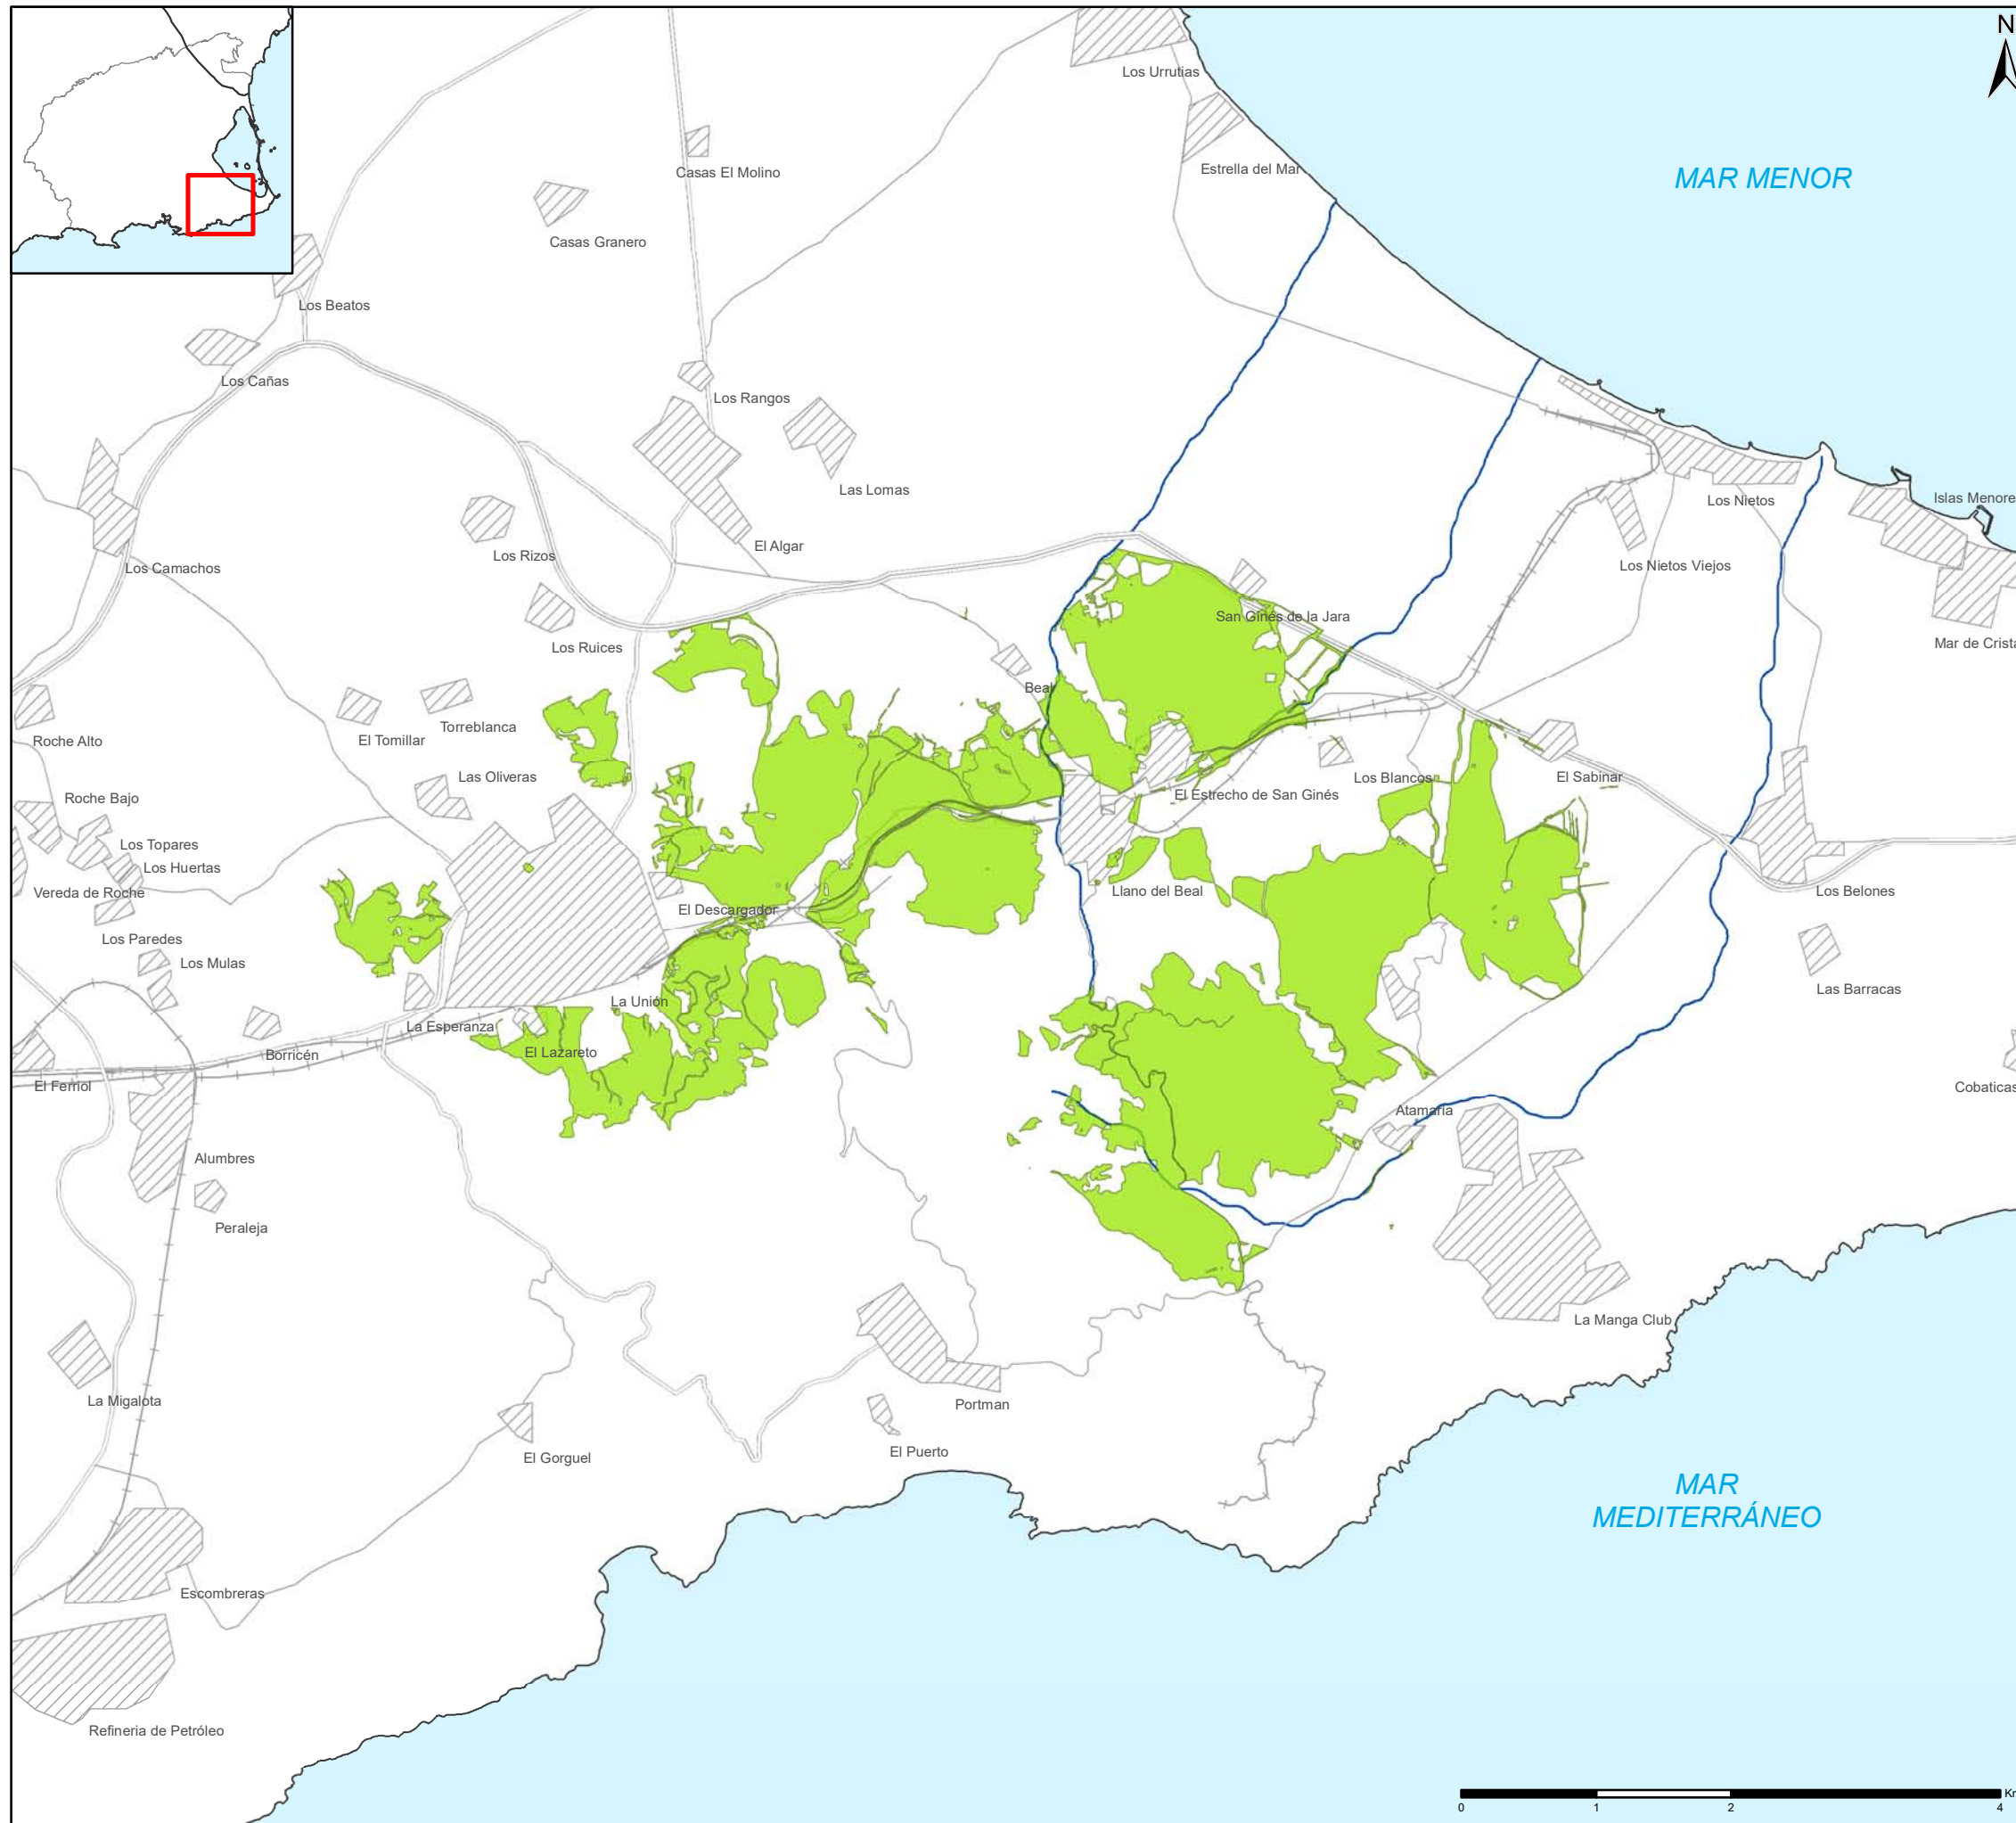 N
Los Urrutias
Estrella del Mar
MAR MENOR
Casas El Molino
Casas Granero
Los Beatos
Los Cañas
Los Rangos
Las Lomas
Los Nietos
Islas Menore
El Algar
Los Rizos
Los Camachos
Los Nietos Viejos
San Ginés de la Jara
Los Ruices
Mar de Crista
Beal
Torreblanca
El Tomillar
Roche Alto
Las Oliveras
Los Blancos
El Sabinar
Roche Bajo
El Estrecho de San Ginés
Los Topares
Los Huertas
Vereda de Roche
Llano del Beal
Los Belones
El Descargador
Los Paredes
Los Mulas
Las Barracas
La Unión
La Esperanza
El Lazareto
Borricén
El Ferriol
Cobaticas
Atamaria
Alumbres
Peraleja
La Manga Club
La Migalota
Portman
El Puerto
El Gorguel
MAR
MEDITERRÁNEO
Escombreras
Refineria de Petróleo
Km
0 1 2 4